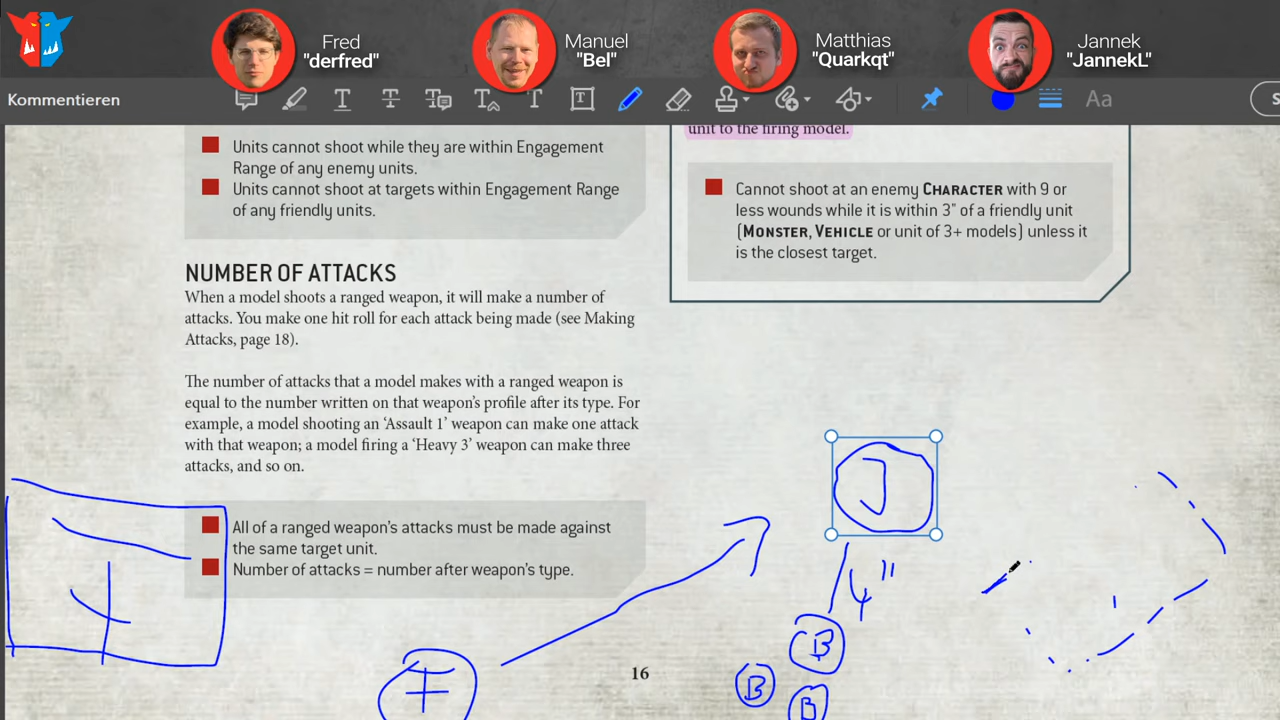 Fred
"derfred"
Manuel
"Bel"
Matthias
"Quarkqt"
Jannek
"JannekL"
Kommentieren
Aa
S
Units cannot shoot while they are within Engagement
Range of any enemy units.
Units cannot shoot at targets within Engagement Range
of any friendly units.
NUMBER OF ATTACKS
When a model shoots a ranged weapon, it will make a number of
attacks. You make one hit roll for each attack being made (see Making
Attacks, page 18).
The number of attacks that a model makes with a ranged weapon is
equal to the number written on that weapon's profile after its type. For
example, a model shooting an ‘Assault 1’ weapon can make one attack
with that weapon; a model firing a ‘Heavy 3’ weapon can make three
attacks, and so on.
All of a ranged weapon's attacks must be made against
the same target unit.
Number of attacks = number after weapon's type.
unit to the firing model.
Cannot shoot at an enemy CHARACTER with 9 or
less wounds while it is within 3" of a friendly unit
(MONSTER, VEHICLE or unit of 3+ models) unless it
is the closest target.
J
4"
B
B
B
F
16